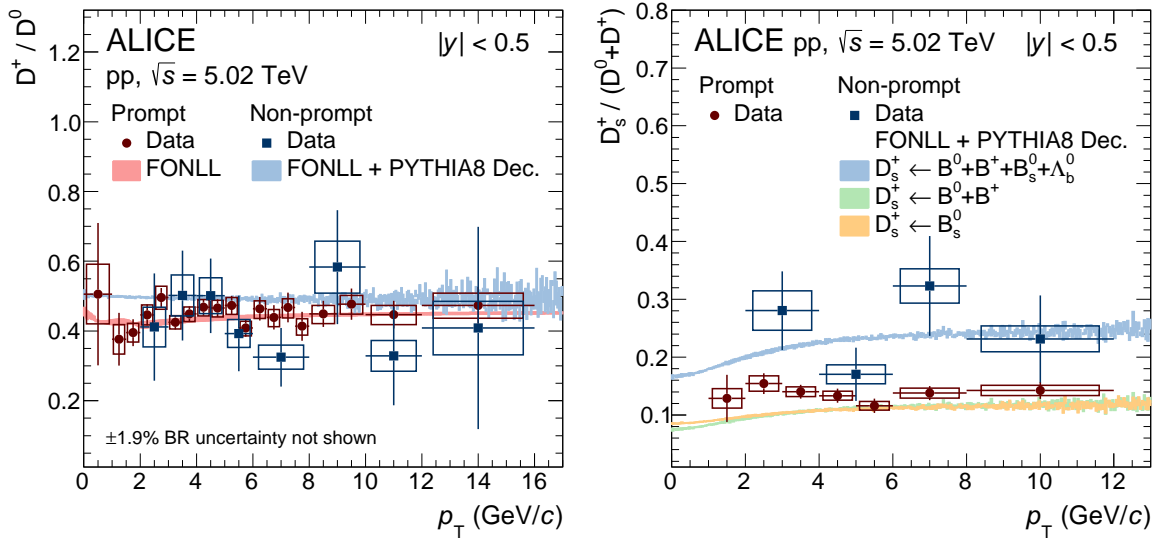 D⁺ / D⁰
ALICE
|y| < 0.5
pp, √s = 5.02 TeV
Prompt Non-prompt
Data Data
FONLL FONLL + PYTHIA8 Dec.
±1.9% BR uncertainty not shown
1.2
1.0
0.8
0.6
0.4
0.2
0 2 4 6 8 10 12 14 16
p_T (GeV/c)
D_s⁺ / (D⁰+D⁺)
ALICE pp, √s = 5.02 TeV |y| < 0.5
Prompt Non-prompt
Data Data
FONLL + PYTHIA8 Dec.
D_s⁺ ← B⁰+B⁺+B_s⁰+Λ_b⁰
D_s⁺ ← B⁰+B⁺
D_s⁺ ← B_s⁰
0.8
0.7
0.6
0.5
0.4
0.3
0.2
0.1
0 2 4 6 8 10 12
p_T (GeV/c)